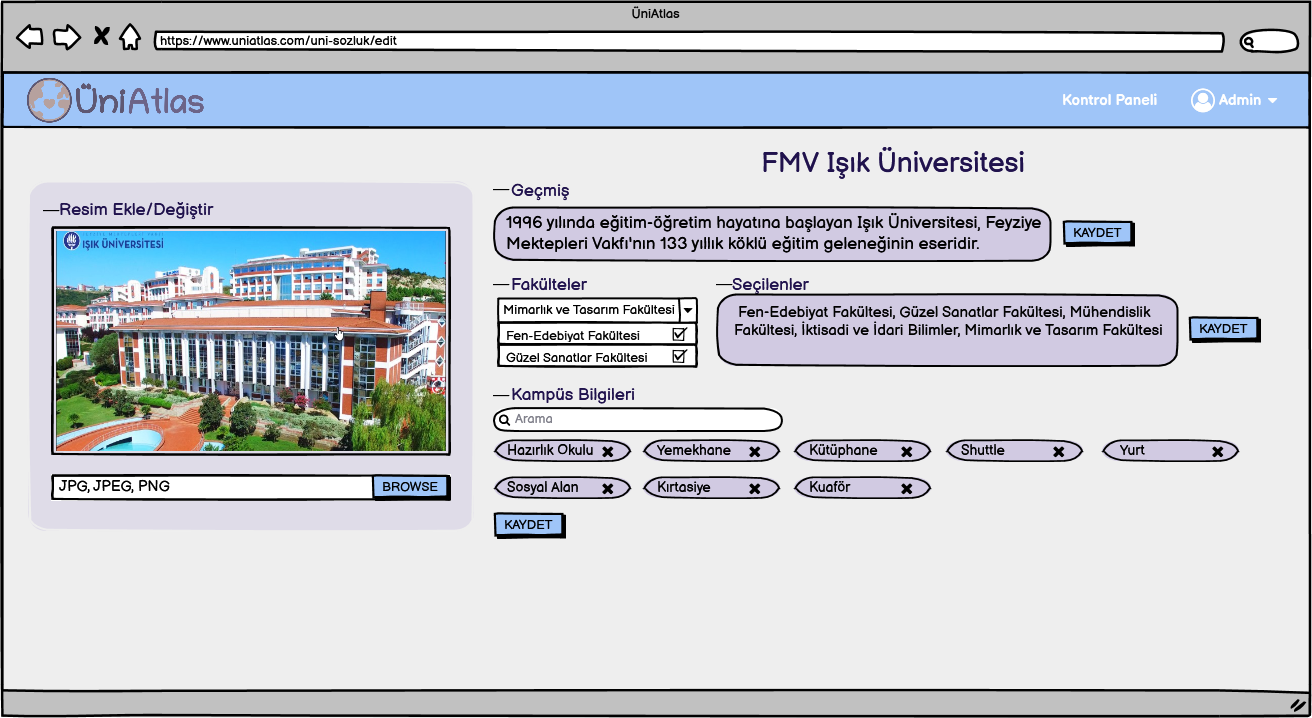 ÜniAtlas
https://www.uniatlas.com/uni-sozluk/edit
ÜniAtlas
Kontrol Paneli
Admin
FMV Işık Üniversitesi
Resim Ekle/Değiştir
IŞIK ÜNİVERSİTESİ
JPG, JPEG, PNG
BROWSE
Geçmiş
1996 yılında eğitim-öğretim hayatına başlayan Işık Üniversitesi, Feyziye
Mektepleri Vakfı'nın 133 yıllık köklü eğitim geleneğinin eseridir.
KAYDET
Fakülteler
Mimarlık ve Tasarım Fakültesi
Fen-Edebiyat Fakültesi
Güzel Sanatlar Fakültesi
Seçilenler
Fen-Edebiyat Fakültesi, Güzel Sanatlar Fakültesi, Mühendislik
Fakültesi, İktisadi ve İdari Bilimler, Mimarlık ve Tasarım Fakültesi
KAYDET
Kampüs Bilgileri
Arama
Hazırlık Okulu
Yemekhane
Kütüphane
Shuttle
Yurt
Sosyal Alan
Kırtasiye
Kuaför
KAYDET